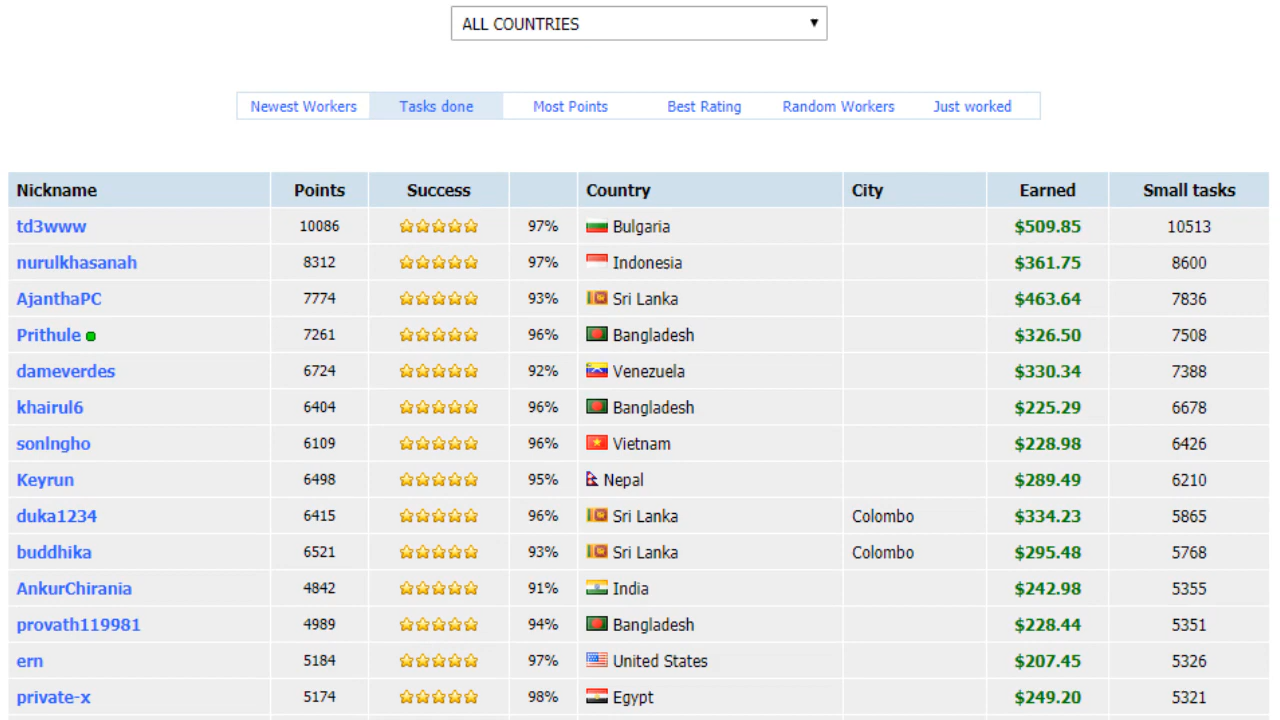 ALL COUNTRIES
Newest Workers Tasks done Most Points Best Rating Random Workers Just worked
Nickname Points Success Country City Earned Small tasks
td3www 10086 97% Bulgaria $509.85 10513
nurulkhasanah 8312 97% Indonesia $361.75 8600
AjanthaPC 7774 93% Sri Lanka $463.64 7836
Prithule 7261 96% Bangladesh $326.50 7508
dameverdes 6724 92% Venezuela $330.34 7388
khairul6 6404 96% Bangladesh $225.29 6678
sonlngho 6109 96% Vietnam $228.98 6426
Keyrun 6498 95% Nepal $289.49 6210
duka1234 6415 96% Sri Lanka Colombo $334.23 5865
buddhika 6521 93% Sri Lanka Colombo $295.48 5768
AnkurChirania 4842 91% India $242.98 5355
provath119981 4989 94% Bangladesh $228.44 5351
ern 5184 97% United States $207.45 5326
private-x 5174 98% Egypt $249.20 5321